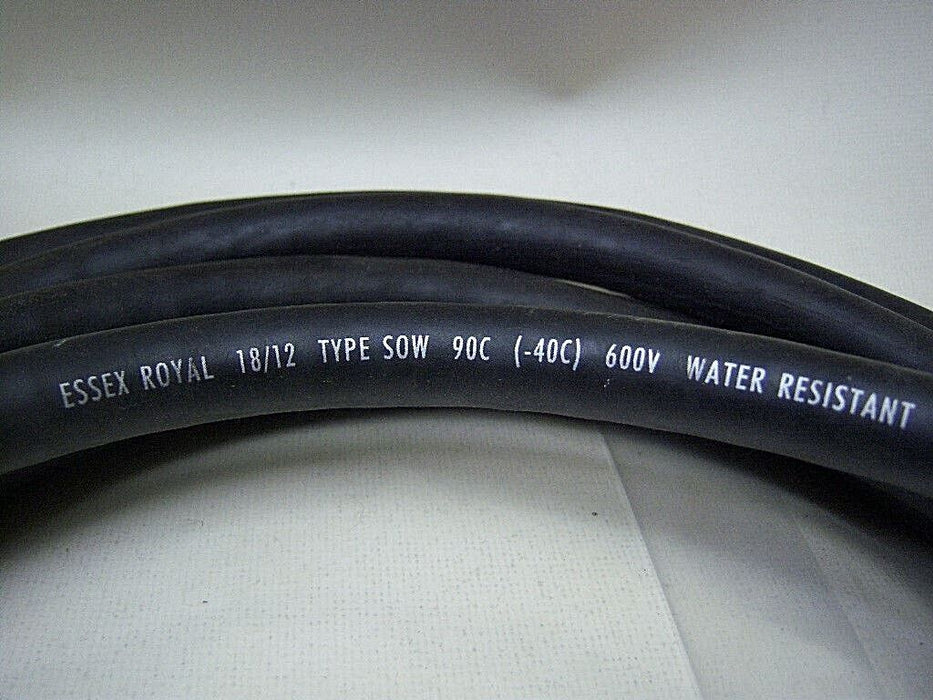 ESSEX ROYAL 18/12 TYPE SOW 90C (-40C) 600V WATER RESISTANT